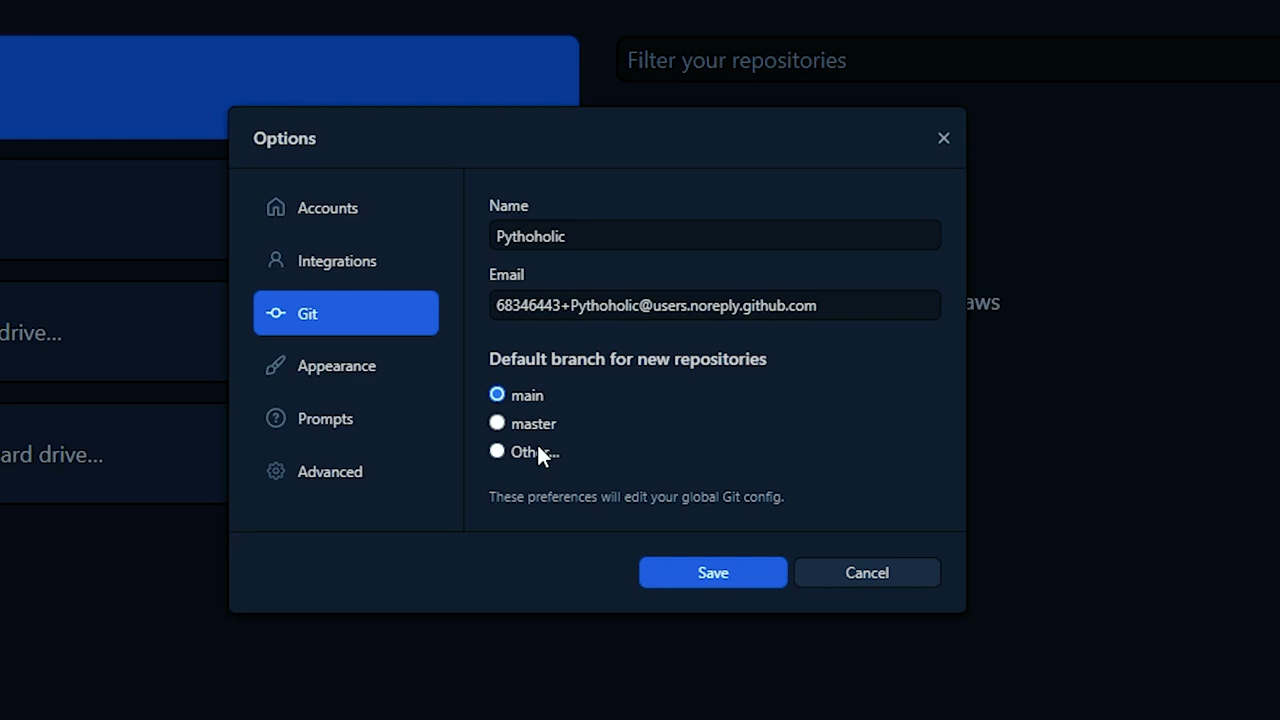 Filter your repositories
Options
Accounts
Integrations
Git
Appearance
Prompts
Advanced
Name
Pythoholic
Email
68346443+Pythoholic@users.noreply.github.com
Default branch for new repositories
main
master
These preferences will edit your global Git config.
Save
Cancel
drive...
ard drive...
aws